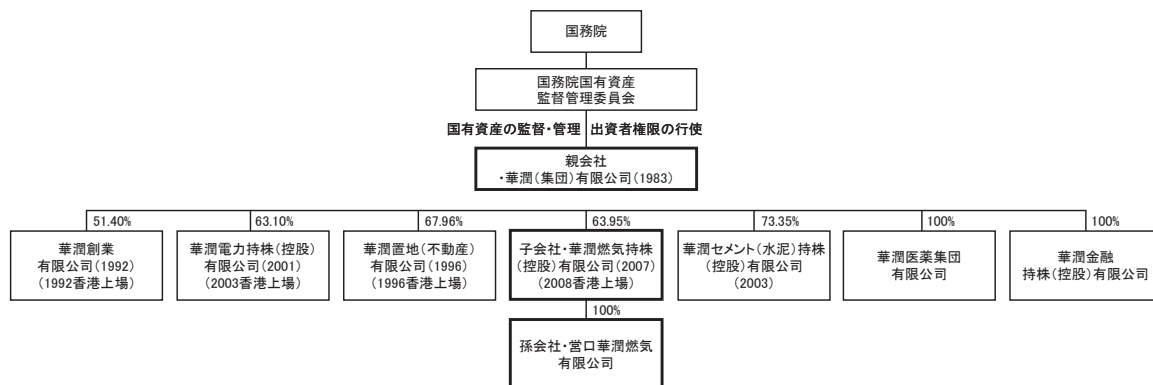 国務院
国務院国有資産
監督管理委員会
国有資産の監督・管理 出資者権限の行使
親会社
・華潤(集団)有限公司(1983)
51.40%
63.10%
67.96%
63.95%
73.35%
100%
100%
華潤創業
有限公司(1992)
(1992香港上場)
華潤電力持株(控股)
有限公司(2001)
(2003香港上場)
華潤置地(不動産)
有限公司(1996)
(1996香港上場)
子会社・華潤燃気持株
(控股)有限公司(2007)
(2008香港上場)
華潤セメント(水泥)持株
(控股)有限公司
(2003)
華潤医薬集団
有限公司
華潤金融
持株(控股)有限公司
100%
孫会社・営口華潤燃気
有限公司